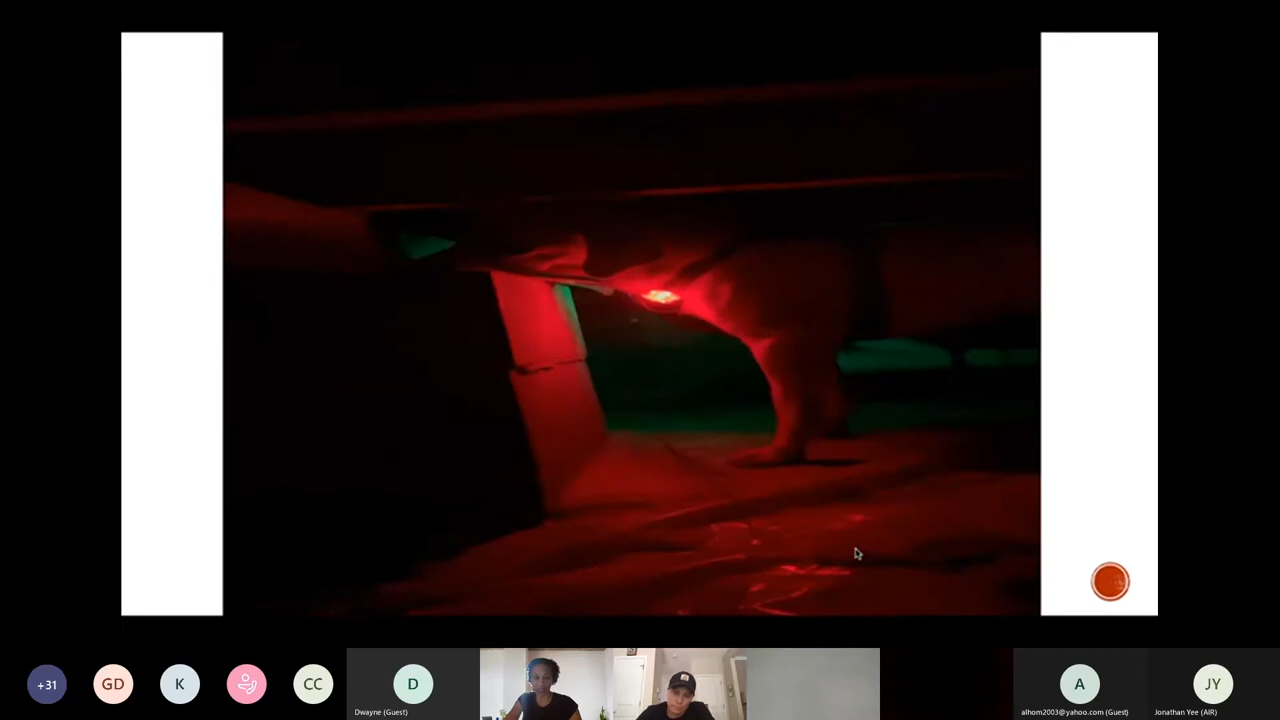 +31
GD
K
CC
D
Dwayne (Guest)
A
alhom2003@yahoo.com (Guest)
JY
Jonathan Yee (AIR)